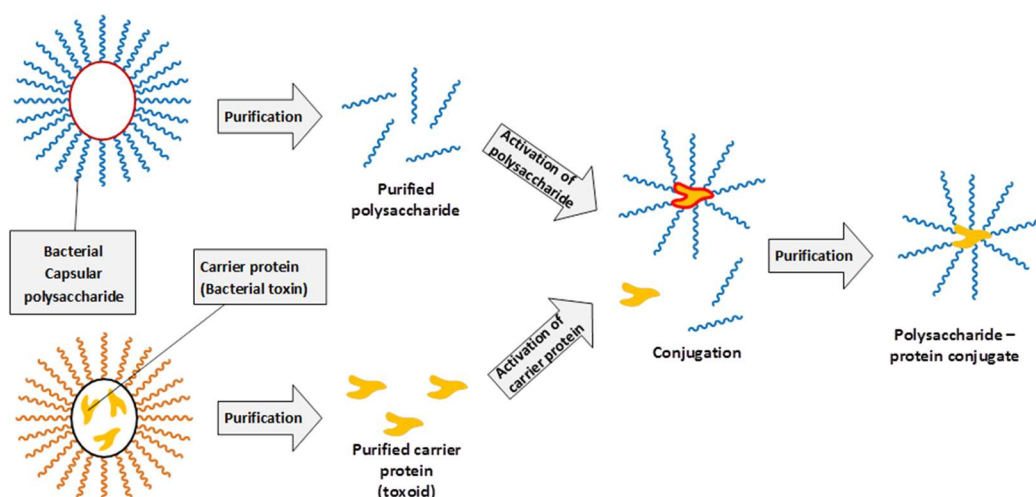 Purification
Purified
polysaccharide
Activation of
polysaccharide
Bacterial
Capsular
polysaccharide
Carrier protein
(Bacterial toxin)
Purification
Purified carrier
protein
(toxoid)
Activation of
carrier protein
Conjugation
Purification
Polysaccharide –
protein conjugate